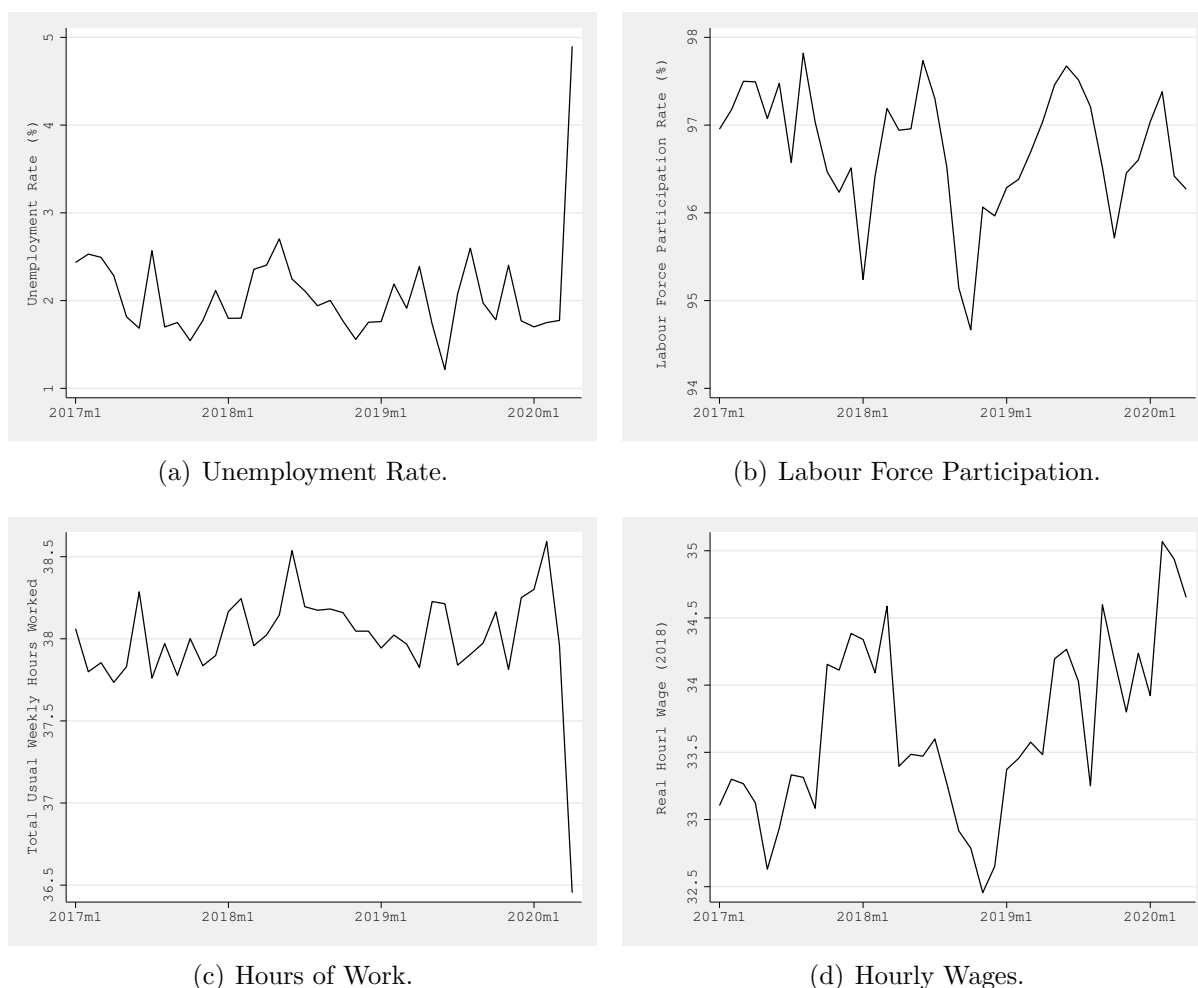 Unemployment Rate (%)
5
4
3
2
1
2017m1 2018m1 2019m1 2020m1
(a) Unemployment Rate.
Labour Force Participation Rate (%)
98
97
96
95
94
2017m1 2018m1 2019m1 2020m1
(b) Labour Force Participation.
Total Usual Weekly Hours Worked
38.5
38
37.5
37
36.5
2017m1 2018m1 2019m1 2020m1
(c) Hours of Work.
Real Hourl Wage (2018)
35
34.5
34
33.5
33
32.5
2017m1 2018m1 2019m1 2020m1
(d) Hourly Wages.